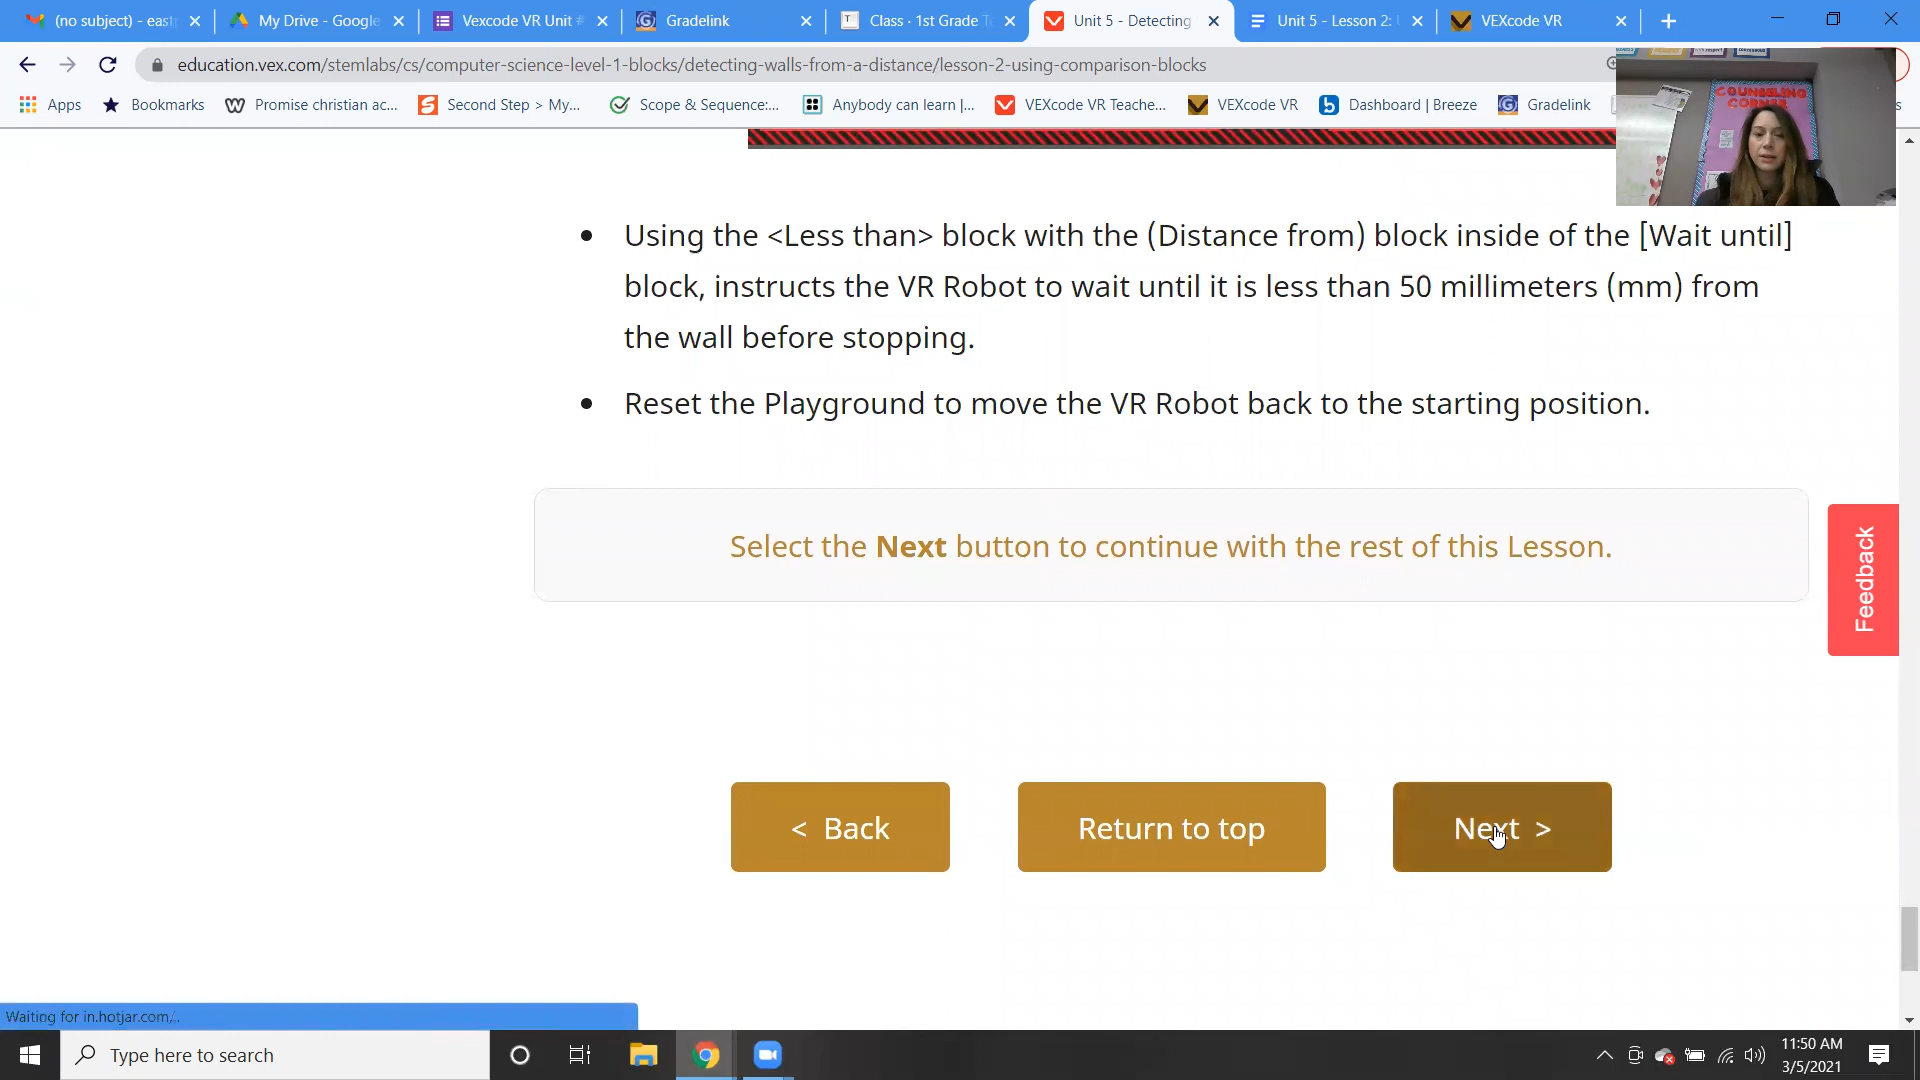 (no subject) - east
My Drive - Google
Vexcode VR Unit #
Gradelink
Class · 1st Grade T
Unit 5 - Detecting
Unit 5 - Lesson 2:
VEXcode VR
education.vex.com/stemlabs/cs/computer-science-level-1-blocks/detecting-walls-from-a-distance/lesson-2-using-comparison-blocks
Apps
Bookmarks
Promise christian ac...
Second Step > My...
Scope & Sequence:...
Anybody can learn |...
VEXcode VR Teache...
VEXcode VR
Dashboard | Breeze
Gradelink
COUNSELING
CORNER
Using the <Less than> block with the (Distance from) block inside of the [Wait until]
block, instructs the VR Robot to wait until it is less than 50 millimeters (mm) from
the wall before stopping.
Reset the Playground to move the VR Robot back to the starting position.
Select the Next button to continue with the rest of this Lesson.
Feedback
< Back
Return to top
Next >
Waiting for in.hotjar.com/...
Type here to search
11:50 AM
3/5/2021